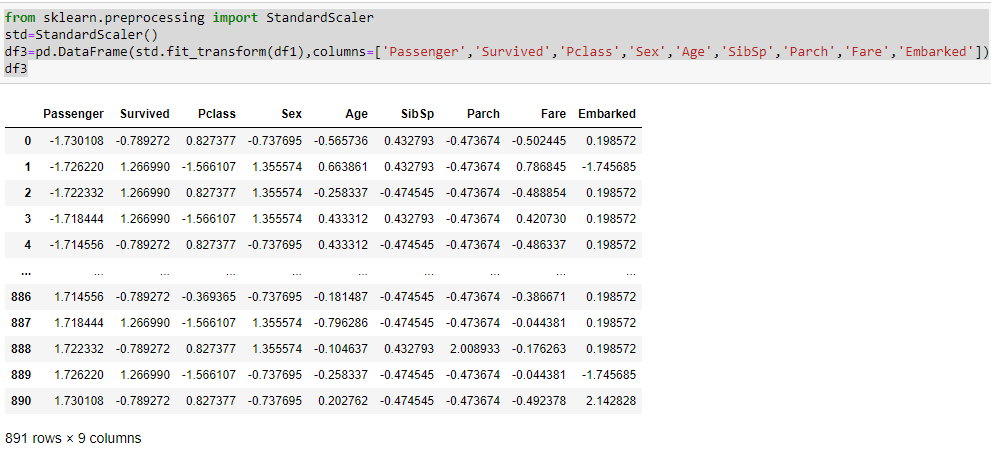 from sklearn.preprocessing import StandardScaler
std=StandardScaler()
df3=pd.DataFrame(std.fit_transform(df1),columns=['Passenger','Survived','Pclass','Sex','Age','SibSp','Parch','Fare','Embarked'])
df3
Passenger Survived Pclass Sex Age SibSp Parch Fare Embarked
0 -1.730108 -0.789272 0.827377 -0.737695 -0.565736 0.432793 -0.473674 -0.502445 0.198572
1 -1.726220 1.266990 -1.566107 1.355574 0.663861 0.432793 -0.473674 0.786845 -1.745685
2 -1.722332 1.266990 0.827377 1.355574 -0.258337 -0.474545 -0.473674 -0.488854 0.198572
3 -1.718444 1.266990 -1.566107 1.355574 0.433312 0.432793 -0.473674 0.420730 0.198572
4 -1.714556 -0.789272 0.827377 -0.737695 0.433312 -0.474545 -0.473674 -0.486337 0.198572
... ... ... ... ... ... ... ... ... ...
886 1.714556 -0.789272 -0.369365 -0.737695 -0.181487 -0.474545 -0.473674 -0.386671 0.198572
887 1.718444 1.266990 -1.566107 1.355574 -0.796286 -0.474545 -0.473674 -0.044381 0.198572
888 1.722332 -0.789272 0.827377 1.355574 -0.104637 0.432793 2.008933 -0.176263 0.198572
889 1.726220 1.266990 -1.566107 -0.737695 -0.258337 -0.474545 -0.473674 -0.044381 -1.745685
890 1.730108 -0.789272 0.827377 -0.737695 0.202762 -0.474545 -0.473674 -0.492378 2.142828
891 rows × 9 columns